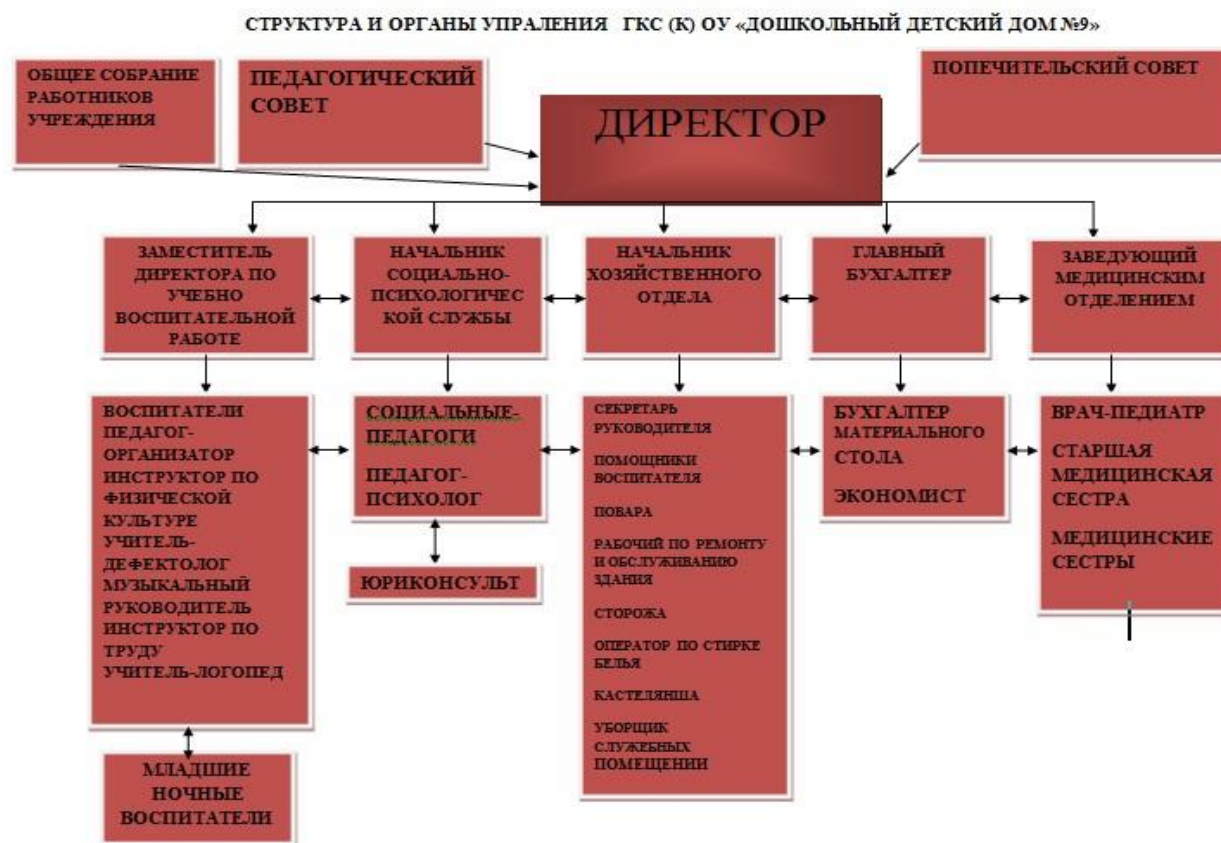 СТРУКТУРА И ОРГАНЫ УПРАЛЕНИЯ ГКС (К) ОУ «ДОШКОЛЬНЫЙ ДЕТСКИЙ ДОМ №9»
ОБЩЕЕ СОБРАНИЕ
РАБОТНИКОВ
УЧРЕЖДЕНИЯ
ПЕДАГОГИЧЕСКИЙ
СОВЕТ
ДИРЕКТОР
ПОПЕЧИТЕЛЬСКИЙ СОВЕТ
ЗАМЕСТИТЕЛЬ
ДИРЕКТОРА ПО
УЧЕБНО
ВОСПИТАТЕЛЬНОЙ
РАБОТЕ
НАЧАЛЬНИК
СОЦИАЛЬНО-
ПСИХОЛОГИЧЕС
КОЙ СЛУЖБЫ
НАЧАЛЬНИК
ХОЗЯЙСТВЕННОГО
ОТДЕЛА
ГЛАВНЫЙ
БУХГАЛТЕР
ЗАВЕДУЮЩИЙ
МЕДИЦИНСКИМ
ОТДЕЛЕНИЕМ
ВОСПИТАТЕЛИ
ПЕДАГОГ-
ОРГАНИЗАТОР
ИНСТРУКТОР ПО
ФИЗИЧЕСКОЙ
КУЛЬТУРЕ
УЧИТЕЛЬ-
ДЕФЕКТОЛОГ
МУЗЫКАЛЬНЫЙ
РУКОВОДИТЕЛЬ
ИНСТРУКТОР ПО
ТРУДУ
УЧИТЕЛЬ-ЛОГОПЕД
СОЦИАЛЬНЫЕ-
ПЕДАГОГИ
ПЕДАГОГ-
ПСИХОЛОГ
СЕКРЕТАРЬ
РУКОВОДИТЕЛЯ
ПОМОЩНИКИ
ВОСПИТАТЕЛЯ
ПОВАРА
РАБОЧИЙ ПО РЕМОНТУ
И ОБСЛУЖИВАНИЮ
ЗДАНИЯ
СТОРОЖА
ОПЕРАТОР ПО СТИРКЕ
БЕЛЬЯ
КАСТЕЛЯНША
УБОРЩИК
СЛУЖЕБНЫХ
ПОМЕЩЕНИИ
БУХГАЛТЕР
МАТЕРИАЛЬНОГО
СТОЛА
ЭКОНОМИСТ
ВРАЧ-ПЕДИАТР
СТАРШАЯ
МЕДИЦИНСКАЯ
СЕСТРА
МЕДИЦИНСКИЕ
СЕСТРЫ
ЮРИКОНСУЛЬТ
МЛАДШИЕ
НОЧНЫЕ
ВОСПИТАТЕЛИ